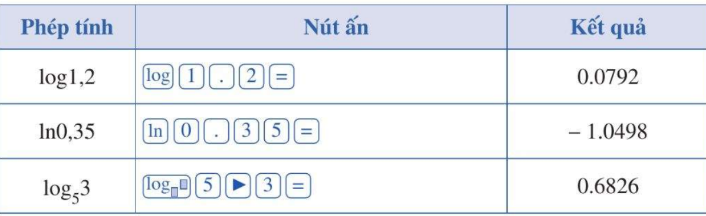 Phép tính Nút ấn Kết quả
log1,2 log 1 . 2 = 0.0792
ln0,35 ln 0 . 3 5 = – 1.0498
log₅3 log▯▯ 5 ► 3 = 0.6826